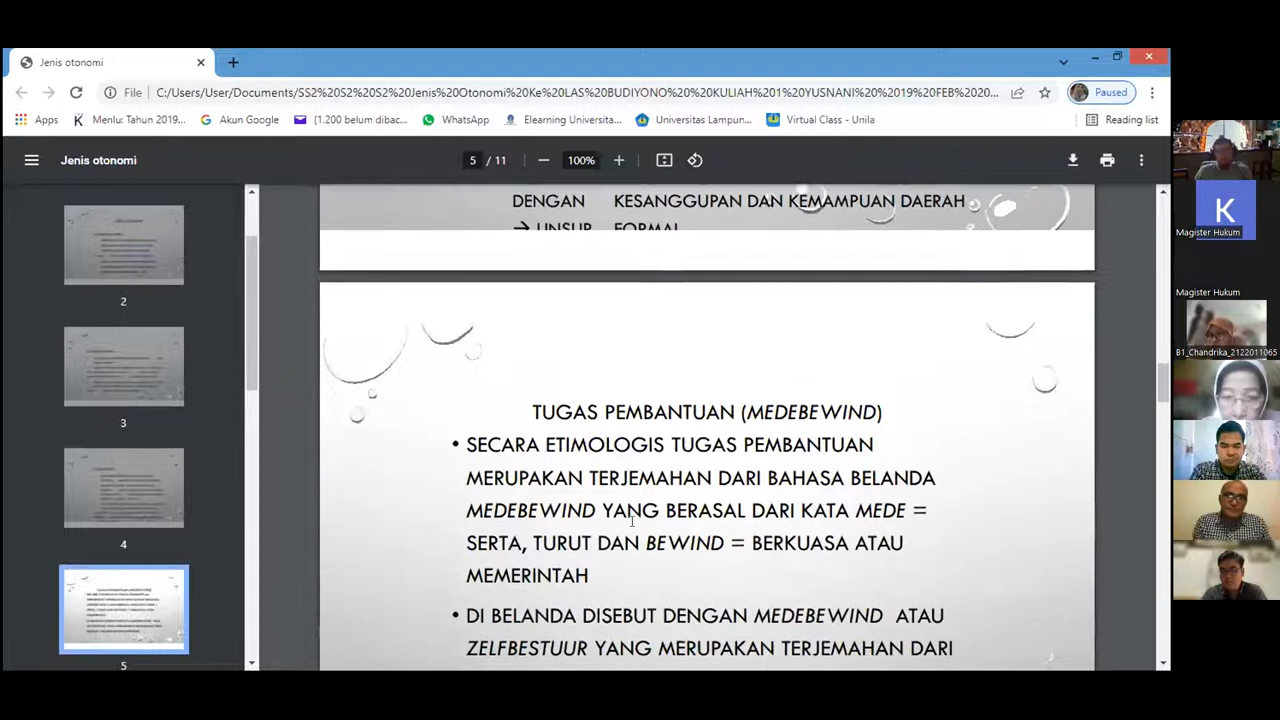 Jenis otonomi
File C:/Users/User/Documents/SS2%20S2%20S2%20Jenis%20Otonomi%20Ke%20LAS%20BUDIYONO%20%20KULIAH%201%20YUSNANI%20%2019%20FEB%2020...
Paused
Apps Menlu: Tahun 2019... Akun Google (1.200 belum dibac... WhatsApp Elearning Universita... Universitas Lampun... Virtual Class - Unila Reading list
Jenis otonomi 5 / 11 100%
DENGAN KESANGGUPAN DAN KEMAMPUAN DAERAH
→ UNSUR FORMAL
TUGAS PEMBANTUAN (MEDEBEWIND)
• SECARA ETIMOLOGIS TUGAS PEMBANTUAN
MERUPAKAN TERJEMAHAN DARI BAHASA BELANDA
MEDEBEWIND YANG BERASAL DARI KATA MEDE =
SERTA, TURUT DAN BEWIND = BERKUASA ATAU
MEMERINTAH
• DI BELANDA DISEBUT DENGAN MEDEBEWIND ATAU
ZELFBESTUUR YANG MERUPAKAN TERJEMAHAN DARI
2
3
4
5
K
Magister Hukum
Magister Hukum
B1_Chandrika_2122011065